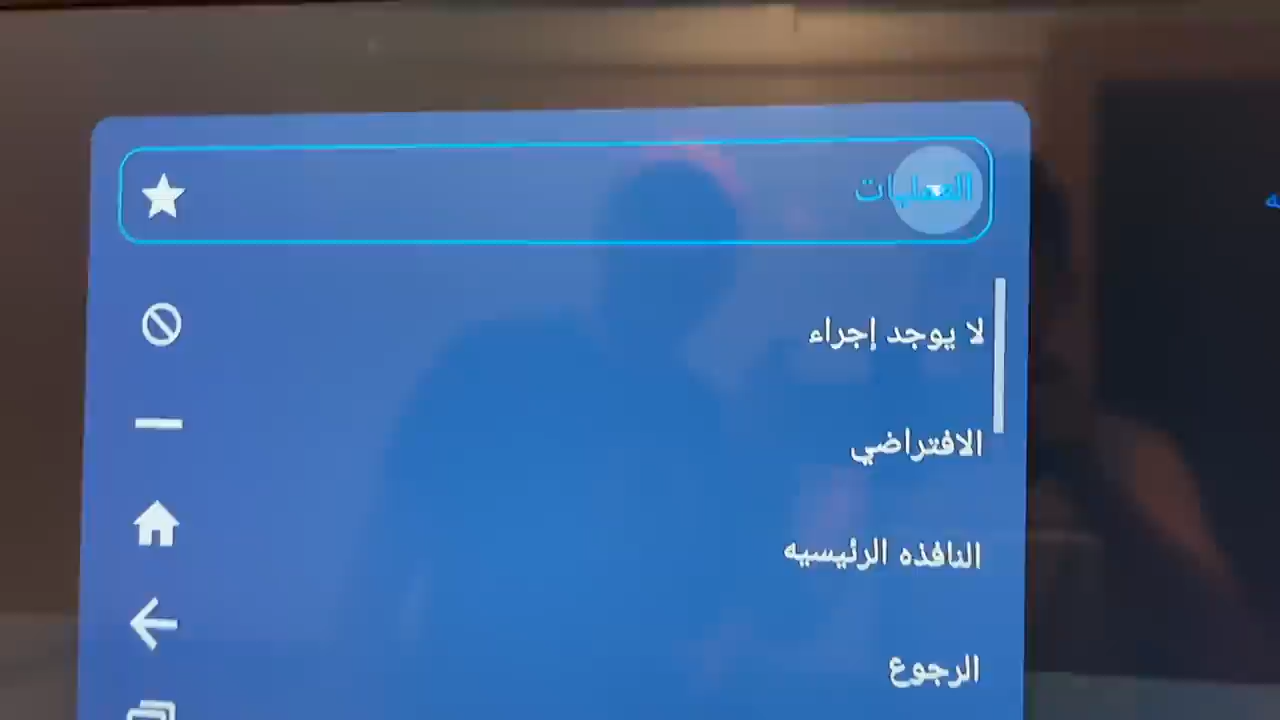 العمليات
لا يوجد إجراء
الافتراضي
النافذه الرئيسيه
الرجوع